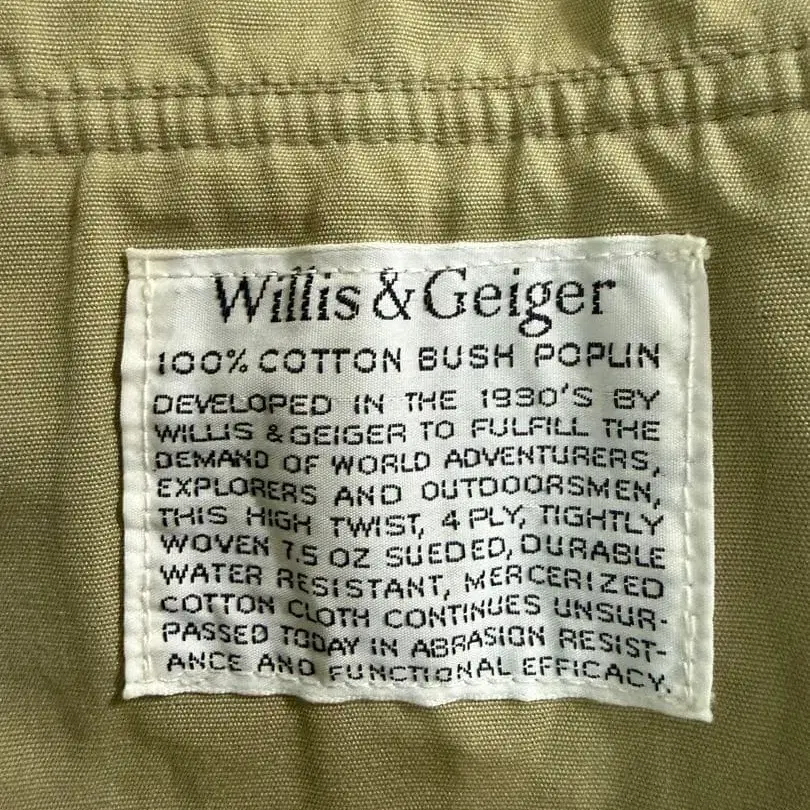 Willis & Geiger
100% COTTON BUSH POPLIN
DEVELOPED IN THE 1930'S BY
WILLIS & GEIGER TO FULFILL THE
DEMAND OF WORLD ADVENTURERS,
EXPLORERS AND OUTDOORSMEN,
THIS HIGH TWIST, 4 PLY, TIGHTLY
WOVEN 7.5 OZ SUEDED, DURABLE
WATER RESISTANT, MERCERIZED
COTTON CLOTH CONTINUES UNSUR-
PASSED TODAY IN ABRASION RESIST-
ANCE AND FUNCTIONAL EFFICACY.